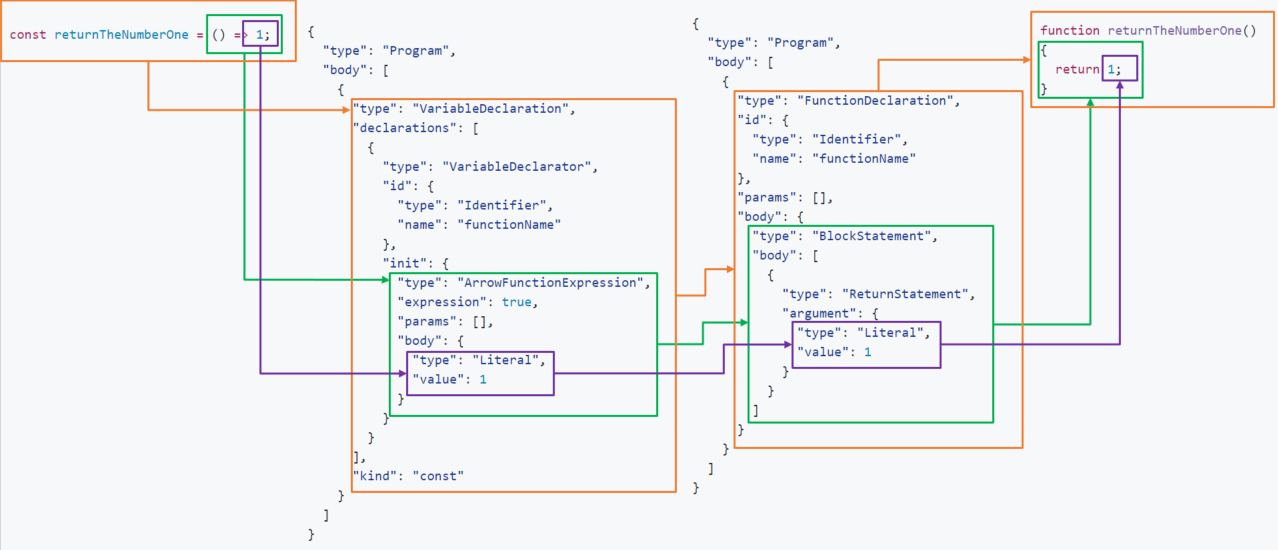 const returnTheNumberOne = () => 1;
{
"type": "Program",
"body": [
{
"type": "VariableDeclaration",
"declarations": [
{
"type": "VariableDeclarator",
"id": {
"type": "Identifier",
"name": "functionName"
},
"init": {
"type": "ArrowFunctionExpression",
"expression": true,
"params": [],
"body": {
"type": "Literal",
"value": 1
}
}
}
],
"kind": "const"
}
]
}
{
"type": "Program",
"body": [
{
"type": "FunctionDeclaration",
"id": {
"type": "Identifier",
"name": "functionName"
},
"params": [],
"body": {
"type": "BlockStatement",
"body": [
{
"type": "ReturnStatement",
"argument": {
"type": "Literal",
"value": 1
}
}
]
}
}
]
}
function returnTheNumberOne()
{
return 1;
}